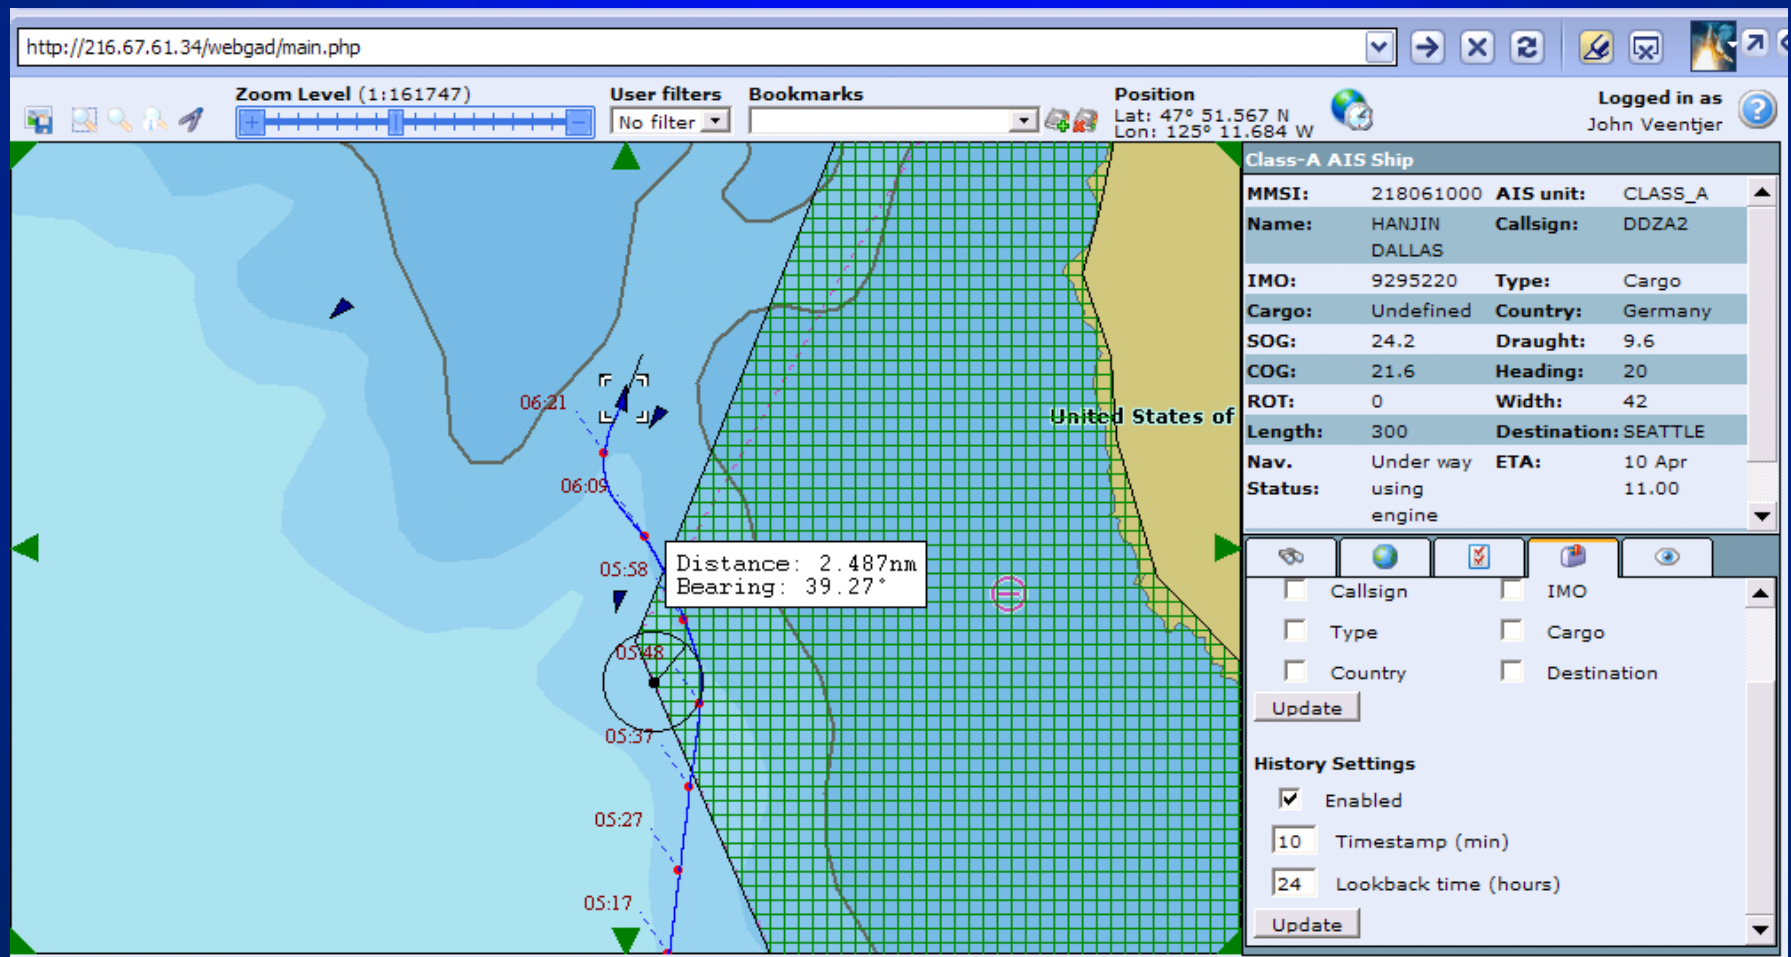 http://216.67.61.34/webgad/main.php
Zoom Level (1:161747)
User filters
No filter
Bookmarks
Position
Lat: 47° 51.567 N
Lon: 125° 11.684 W
Logged in as
John Veentjer
Class-A AIS Ship
MMSI: 218061000 AIS unit: CLASS_A
Name: HANJIN DALLAS Callsign: DDZA2
IMO: 9295220 Type: Cargo
Cargo: Undefined Country: Germany
SOG: 24.2 Draught: 9.6
COG: 21.6 Heading: 20
ROT: 0 Width: 42
Length: 300 Destination: SEATTLE
Nav. Status: Under way using engine ETA: 10 Apr 11.00
06:21
United States of
06:09
05:58
Distance: 2.487nm
Bearing: 39.27°
05:48
05:37
05:27
05:17
Callsign IMO
Type Cargo
Country Destination
Update
History Settings
Enabled
10 Timestamp (min)
24 Lookback time (hours)
Update